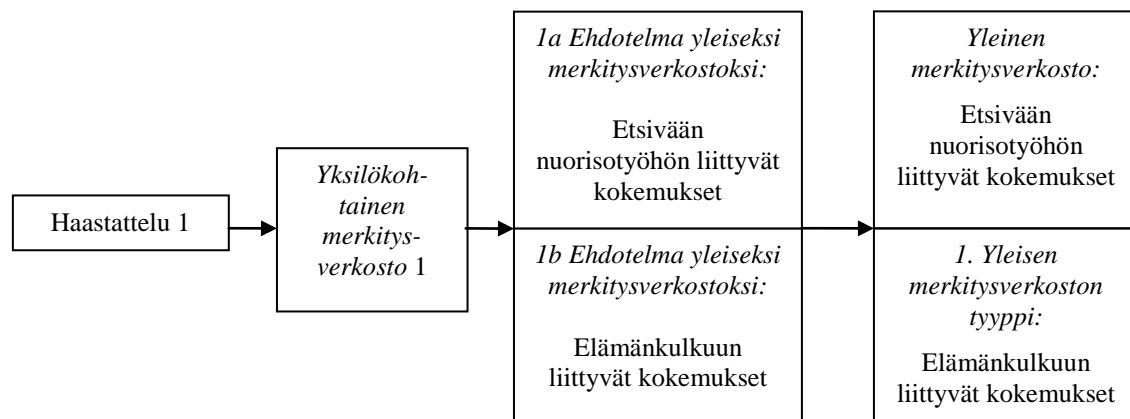 Haastattelu 1
Yksilökoh-
tainen
merkitys-
verkosto 1
1a Ehdotelma yleiseksi
merkitysverkostoksi:
Etsivään
nuorisotyöhön liittyvät
kokemukset
1b Ehdotelma yleiseksi
merkitysverkostoksi:
Elämänkulkuun
liittyvät kokemukset
Yleinen
merkitysverkosto:
Etsivään
nuorisotyöhön
liittyvät kokemukset
1. Yleisen
merkitysverkoston
tyyppi:
Elämänkulkuun
liittyvät kokemukset